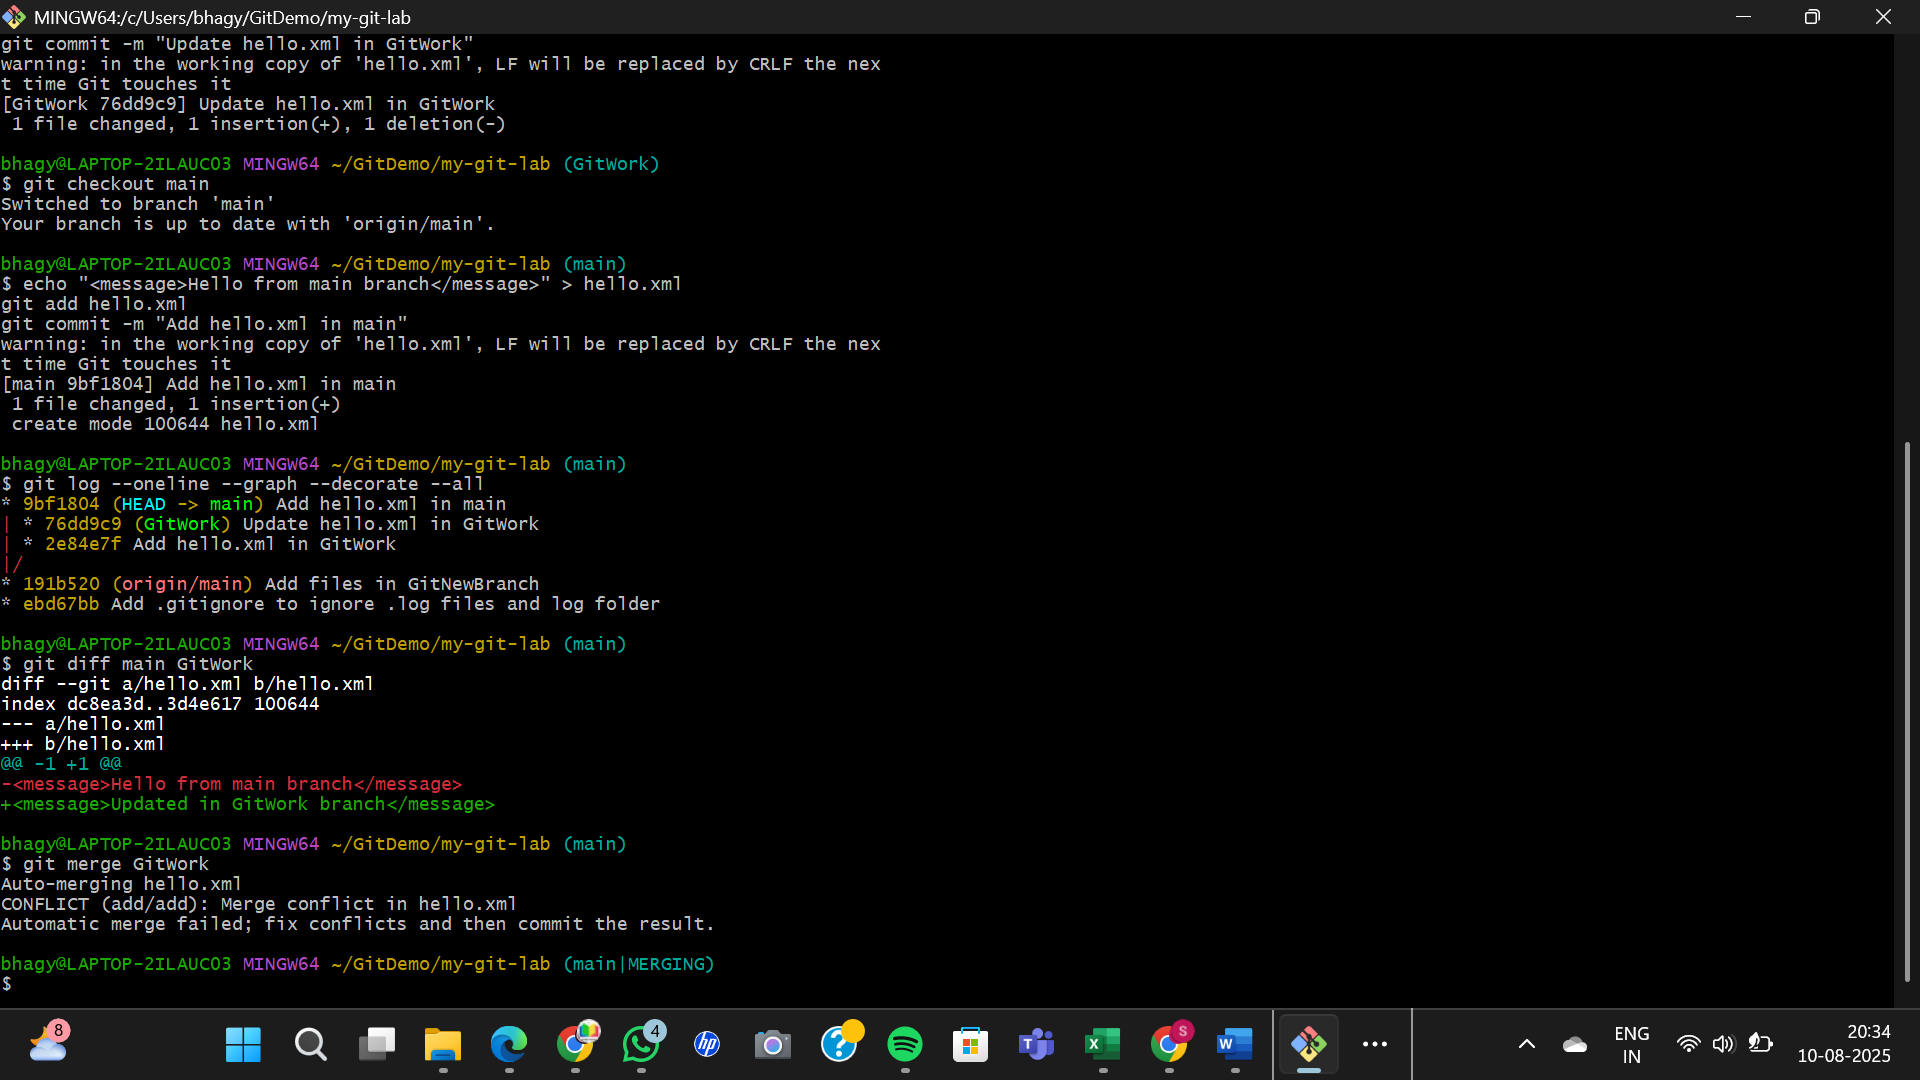 MINGW64:/c/Users/bhagy/GitDemo/my-git-lab
git commit -m "Update hello.xml in GitWork"
warning: in the working copy of 'hello.xml', LF will be replaced by CRLF the nex
t time Git touches it
[GitWork 76dd9c9] Update hello.xml in GitWork
 1 file changed, 1 insertion(+), 1 deletion(-)

bhagy@LAPTOP-2ILAUC03 MINGW64 ~/GitDemo/my-git-lab (GitWork)
$ git checkout main
Switched to branch 'main'
Your branch is up to date with 'origin/main'.

bhagy@LAPTOP-2ILAUC03 MINGW64 ~/GitDemo/my-git-lab (main)
$ echo "<message>Hello from main branch</message>" > hello.xml
git add hello.xml
git commit -m "Add hello.xml in main"
warning: in the working copy of 'hello.xml', LF will be replaced by CRLF the nex
t time Git touches it
[main 9bf1804] Add hello.xml in main
 1 file changed, 1 insertion(+)
 create mode 100644 hello.xml

bhagy@LAPTOP-2ILAUC03 MINGW64 ~/GitDemo/my-git-lab (main)
$ git log --oneline --graph --decorate --all
* 9bf1804 (HEAD -> main) Add hello.xml in main
| * 76dd9c9 (GitWork) Update hello.xml in GitWork
| * 2e84e7f Add hello.xml in GitWork
|/
* 191b520 (origin/main) Add files in GitNewBranch
* ebd67bb Add .gitignore to ignore .log files and log folder

bhagy@LAPTOP-2ILAUC03 MINGW64 ~/GitDemo/my-git-lab (main)
$ git diff main GitWork
diff --git a/hello.xml b/hello.xml
index dc8ea3d..3d4e617 100644
--- a/hello.xml
+++ b/hello.xml
@@ -1 +1 @@
-<message>Hello from main branch</message>
+<message>Updated in GitWork branch</message>

bhagy@LAPTOP-2ILAUC03 MINGW64 ~/GitDemo/my-git-lab (main)
$ git merge GitWork
Auto-merging hello.xml
CONFLICT (add/add): Merge conflict in hello.xml
Automatic merge failed; fix conflicts and then commit the result.

bhagy@LAPTOP-2ILAUC03 MINGW64 ~/GitDemo/my-git-lab (main|MERGING)
$
8
4
hp
?
T
X
S
W
ENG
IN
20:34
10-08-2025